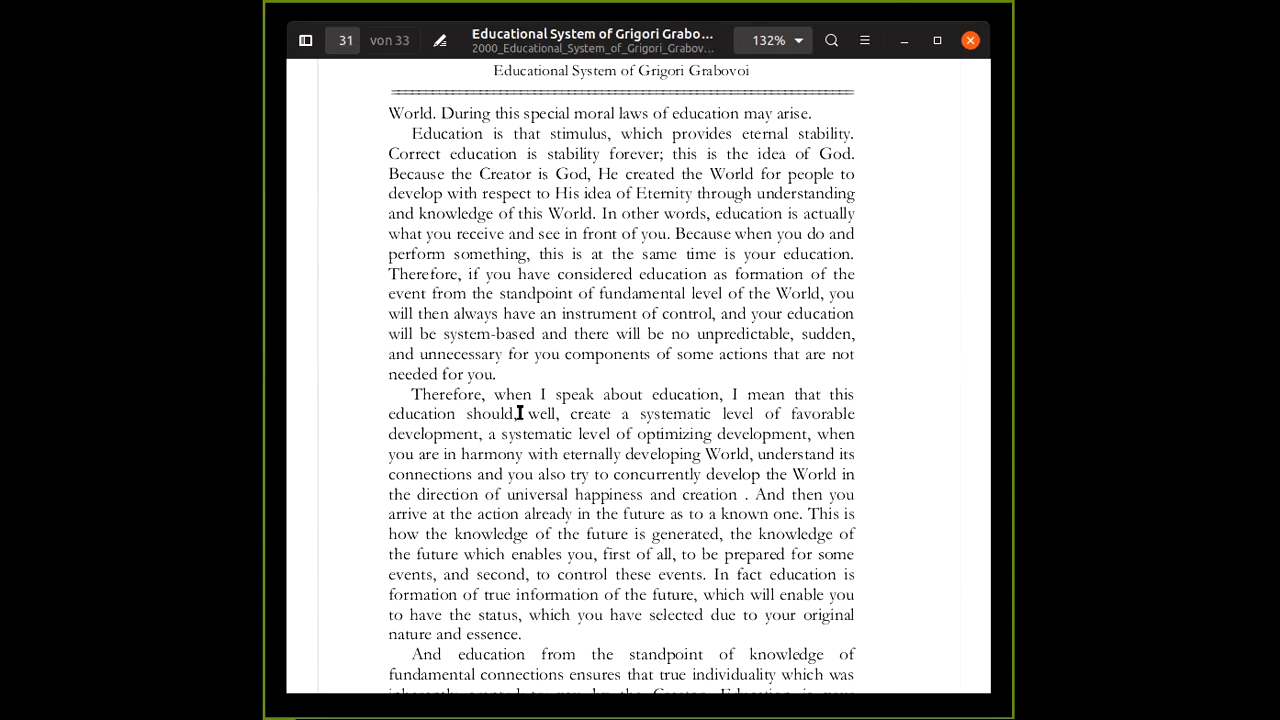 31 von 33
Educational System of Grigori Grabo...
2000_Educational_System_of_Grigori_Grabov...
132%
Educational System of Grigori Grabovoi
World. During this special moral laws of education may arise.
Education is that stimulus, which provides eternal stability.
Correct education is stability forever; this is the idea of God.
Because the Creator is God, He created the World for people to
develop with respect to His idea of Eternity through understanding
and knowledge of this World. In other words, education is actually
what you receive and see in front of you. Because when you do and
perform something, this is at the same time is your education.
Therefore, if you have considered education as formation of the
event from the standpoint of fundamental level of the World, you
will then always have an instrument of control, and your education
will be system-based and there will be no unpredictable, sudden,
and unnecessary for you components of some actions that are not
needed for you.
Therefore, when I speak about education, I mean that this
education should, well, create a systematic level of favorable
development, a systematic level of optimizing development, when
you are in harmony with eternally developing World, understand its
connections and you also try to concurrently develop the World in
the direction of universal happiness and creation . And then you
arrive at the action already in the future as to a known one. This is
how the knowledge of the future is generated, the knowledge of
the future which enables you, first of all, to be prepared for some
events, and second, to control these events. In fact education is
formation of true information of the future, which will enable you
to have the status, which you have selected due to your original
nature and essence.
And education from the standpoint of knowledge of
fundamental connections ensures that true individuality which was